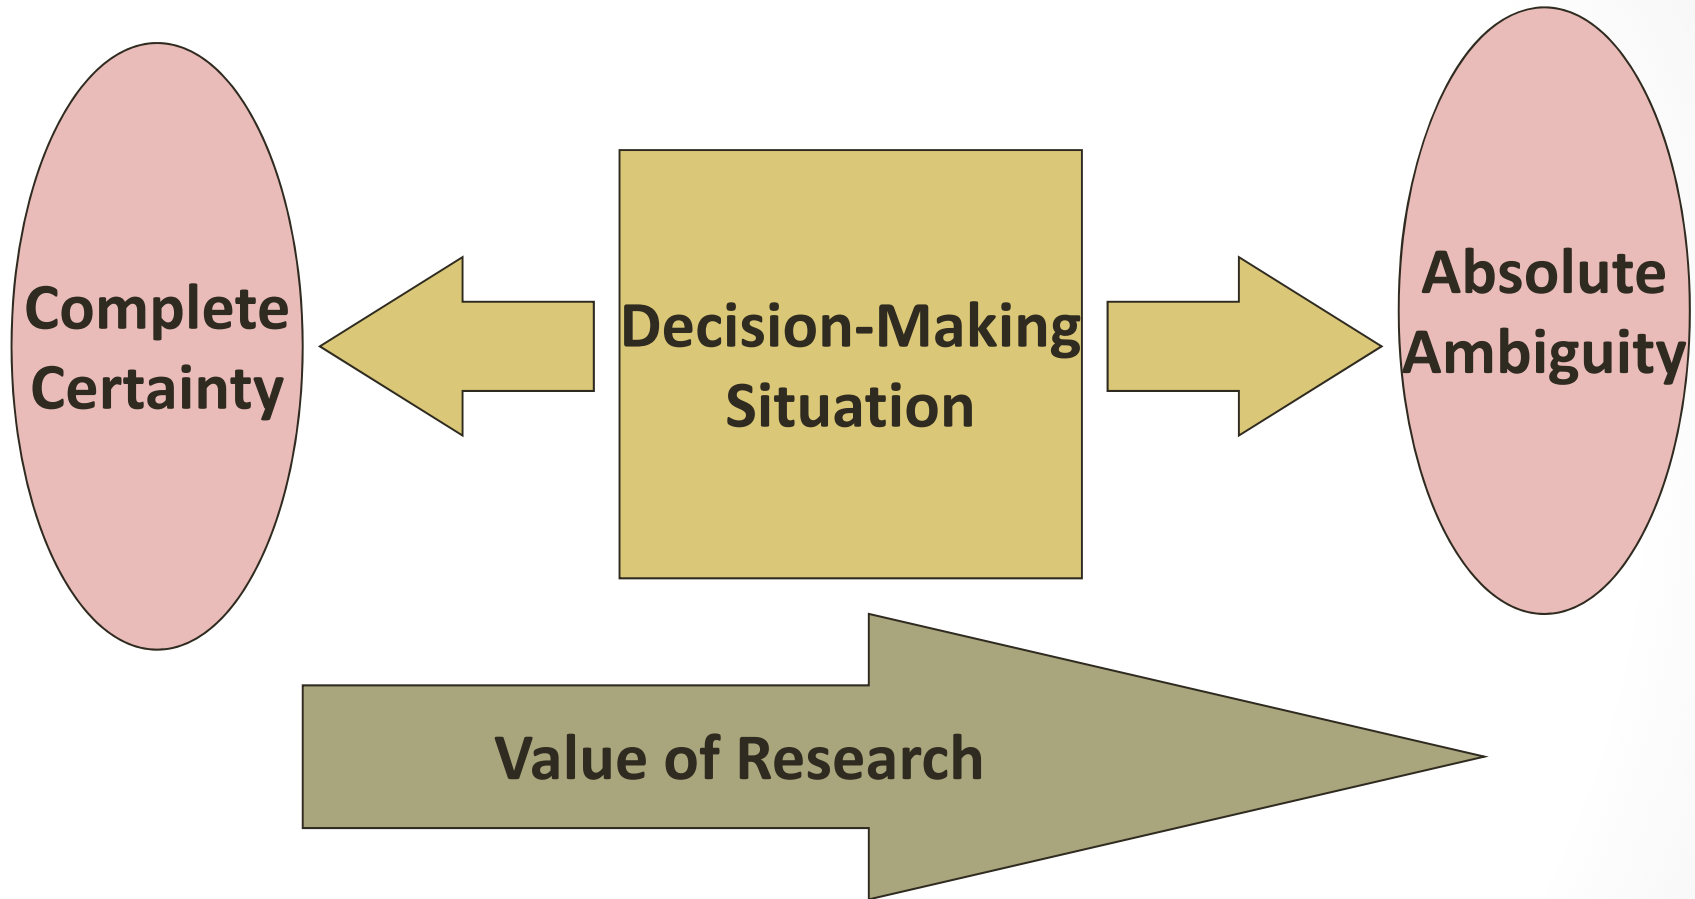 Complete
Certainty
Decision-Making
Situation
Absolute
Ambiguity
Value of Research